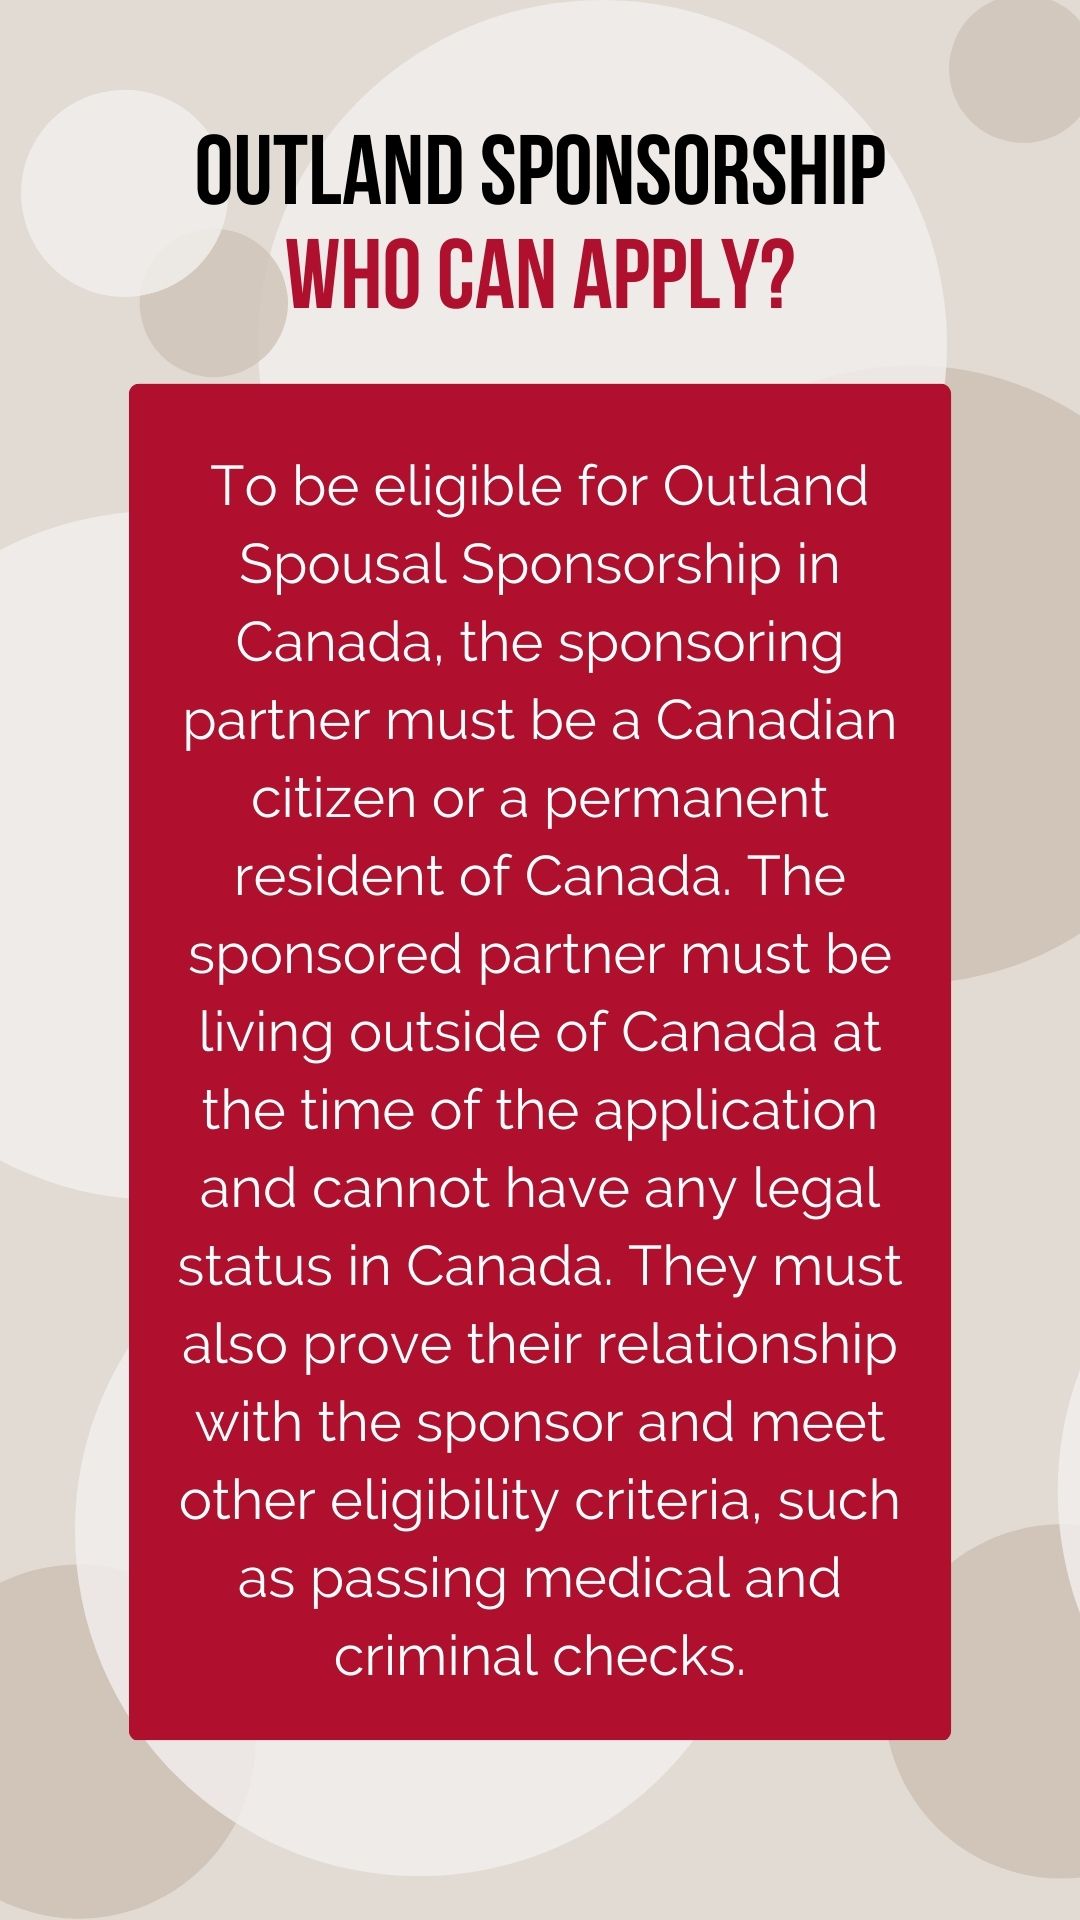 OUTLAND SPONSORSHIP
WHO CAN APPLY?
To be eligible for Outland
Spousal Sponsorship in
Canada, the sponsoring
partner must be a Canadian
citizen or a permanent
resident of Canada. The
sponsored partner must be
living outside of Canada at
the time of the application
and cannot have any legal
status in Canada. They must
also prove their relationship
with the sponsor and meet
other eligibility criteria, such
as passing medical and
criminal checks.